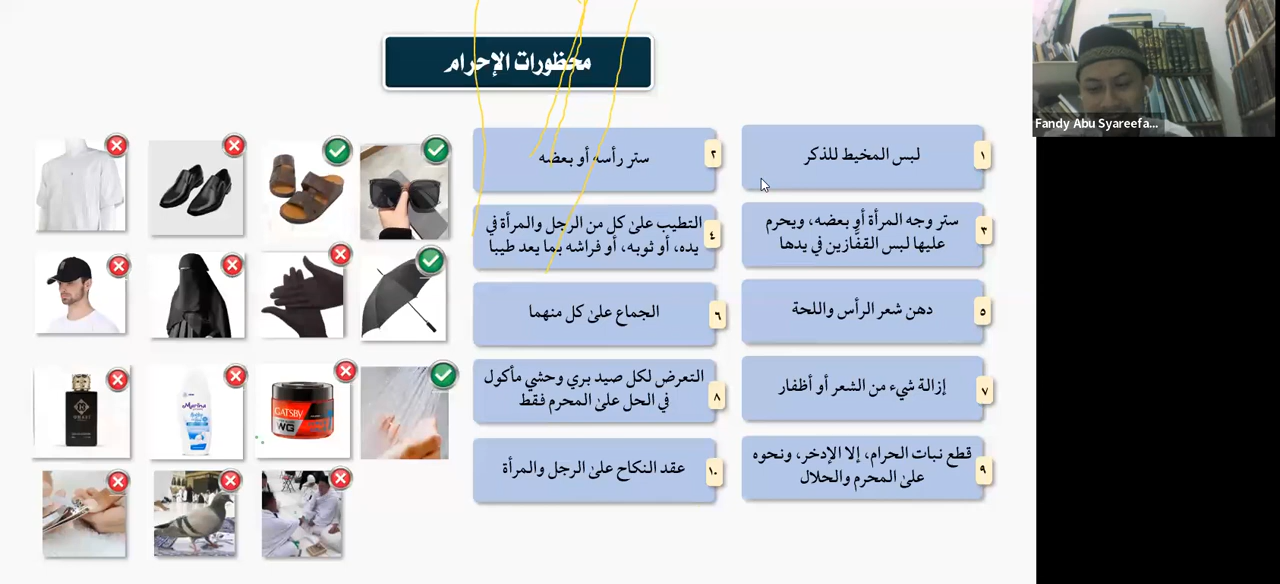 محظورات الإحرام
١
لبس المخيط للذكر
٢
ستر رأسه أو بعضه
٣
ستر وجه المرأة أو بعضه، ويحرم
عليها لبس القفَّازين في يدها
٤
التطيب علىٰ كل من الرجل والمرأة في
يده، أو ثوبه، أو فراشه بما يعد طيبا
٥
دهن شعر الرأس واللحة
٦
الجماع علىٰ كل منهما
٧
إزالة شيء من الشعر أو أظفار
٨
التعرض لكل صيد بري وحشي مأكول
في الحل علىٰ المحرم فقط
٩
قطع نبات الحرام، إلا الإدخر، ونحوه
علىٰ المحرم والحلال
١٠
عقد النكاح علىٰ الرجل والمرأة
Marina
GATSBY
WG
Fandy Abu Syareefa...